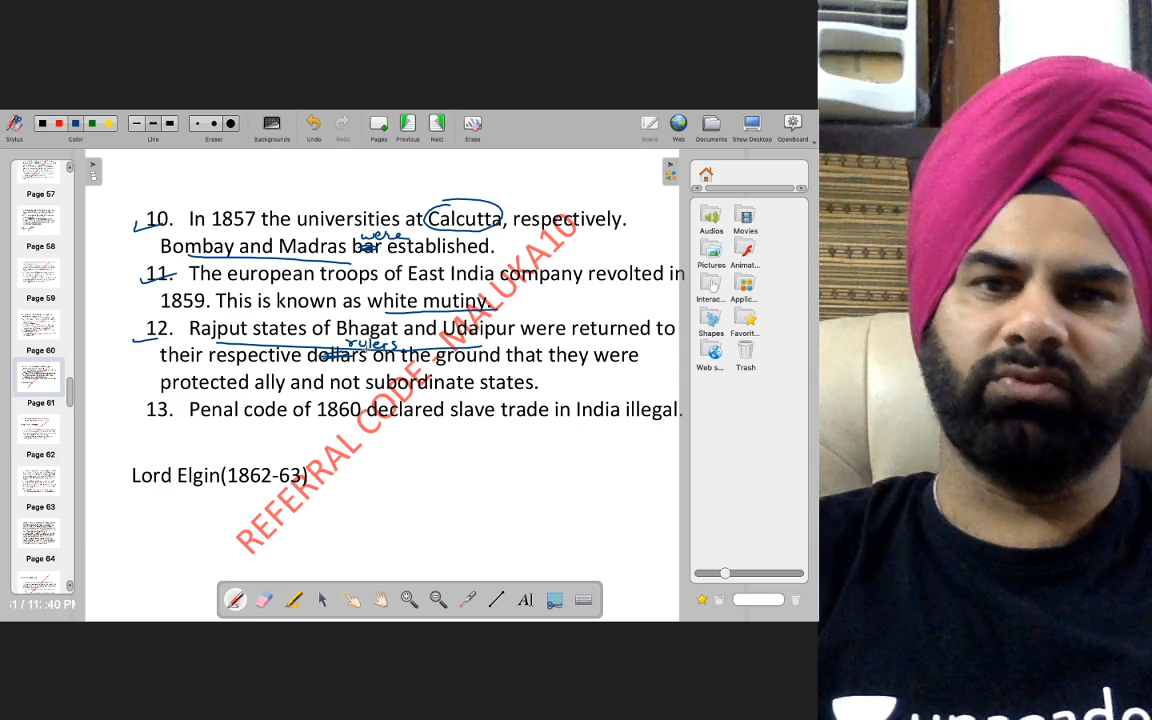 Stylus
Color
Line
Eraser
Backgrounds
Undo
Redo
Pages
Previous
Next
Erase
Board
Web
Documents
Show Desktop
OpenBoard
Page 57
Page 58
Page 59
Page 60
Page 61
Page 62
Page 63
Page 64
10. In 1857 the universities at Calcutta, respectively.
were
Bombay and Madras bar established.
11. The european troops of East India company revolted in
1859. This is known as white mutiny.
12. Rajput states of Bhagat and Udaipur were returned to
rulers
their respective dollars on the ground that they were
protected ally and not subordinate states.
13. Penal code of 1860 declared slave trade in India illegal.
Lord Elgin(1862-63)
REFERRAL CODE - MALUKA10
Audios
Movies
Pictures
Animat...
Interac...
Applic...
Shapes
Favorit...
Web s...
Trash